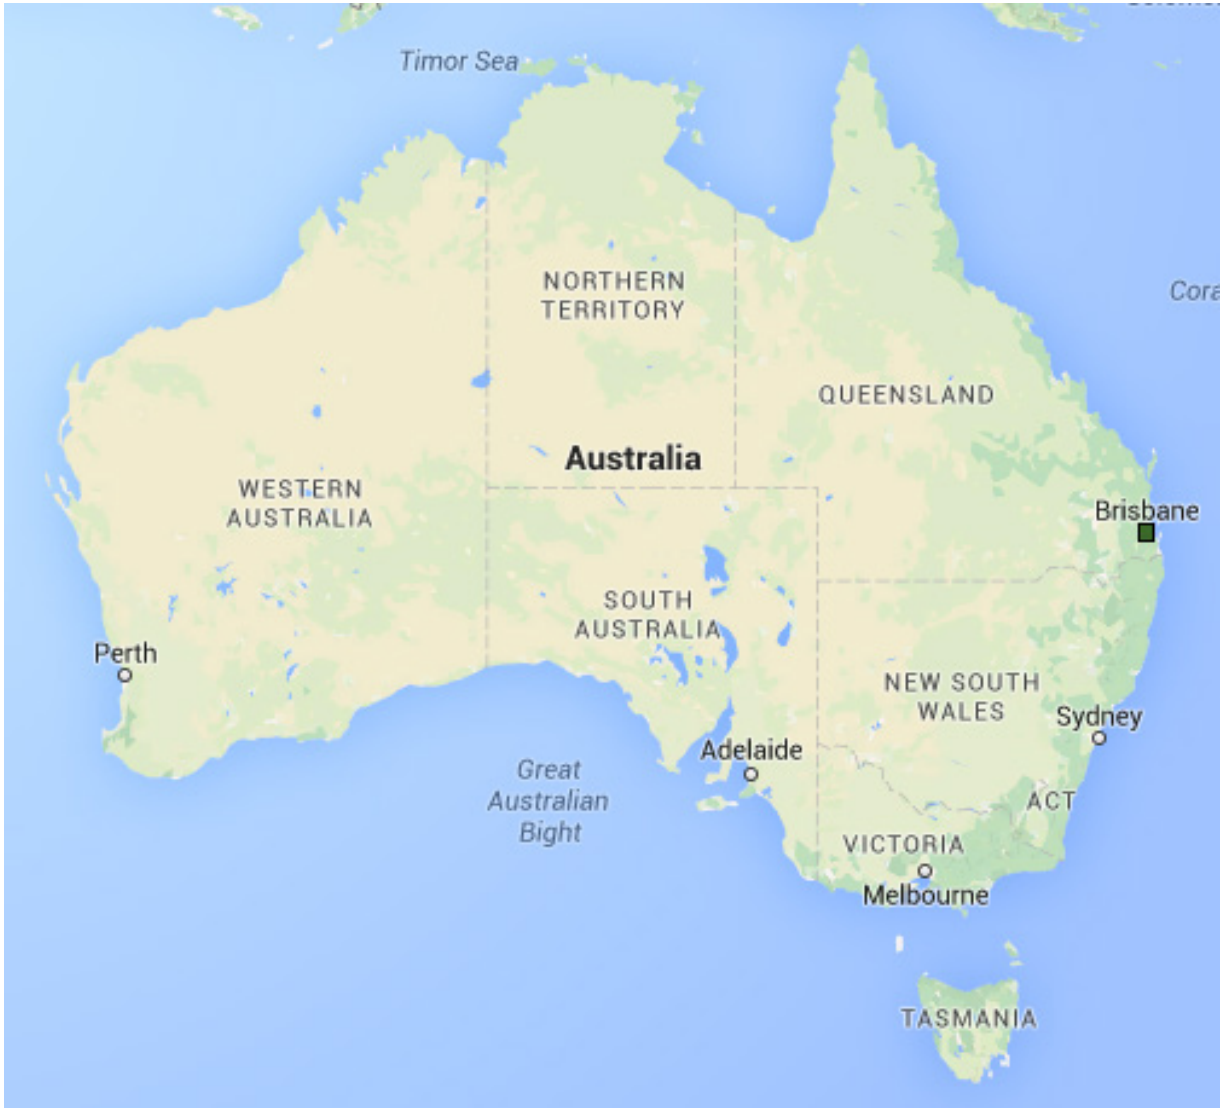 Timor Sea
NORTHERN
TERRITORY
QUEENSLAND
Australia
WESTERN
AUSTRALIA
Brisbane
SOUTH
AUSTRALIA
Perth
NEW SOUTH
WALES
Sydney
Adelaide
Great
Australian
Bight
ACT
VICTORIA
Melbourne
TASMANIA